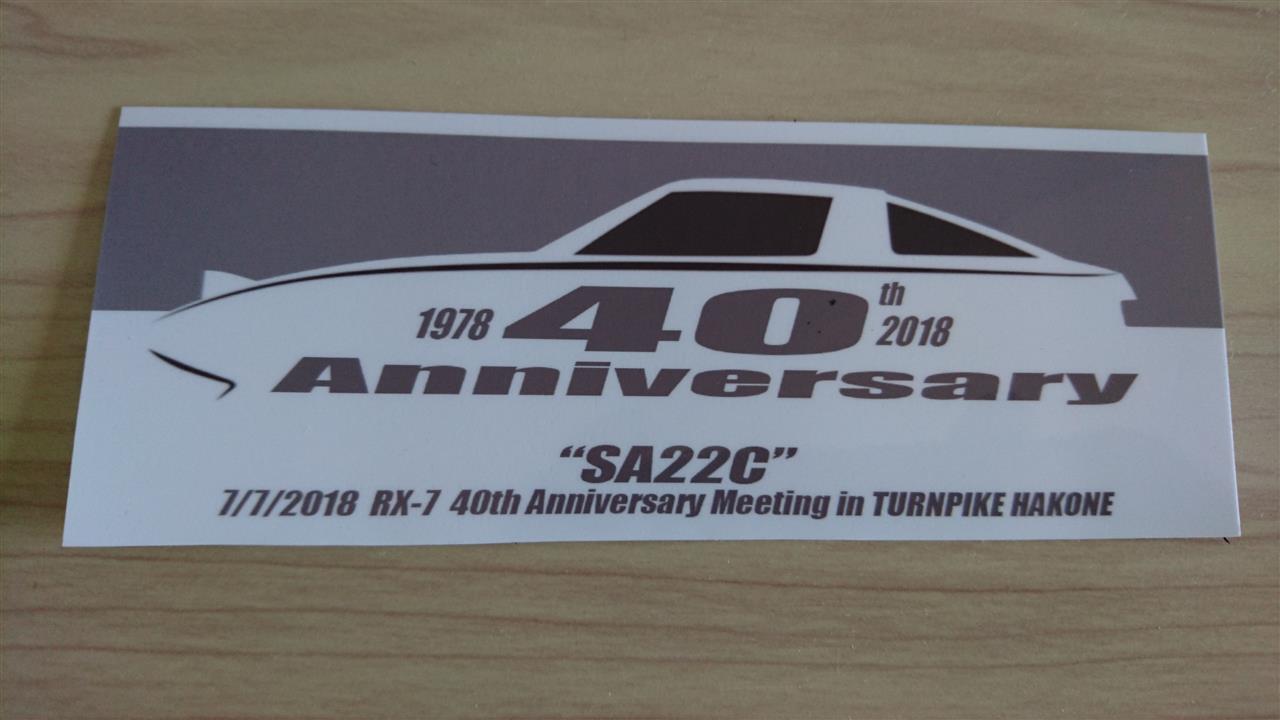 1978 40th 2018
Anniversary
“SA22C”
7/7/2018 RX-7 40th Anniversary Meeting in TURNPIKE HAKONE